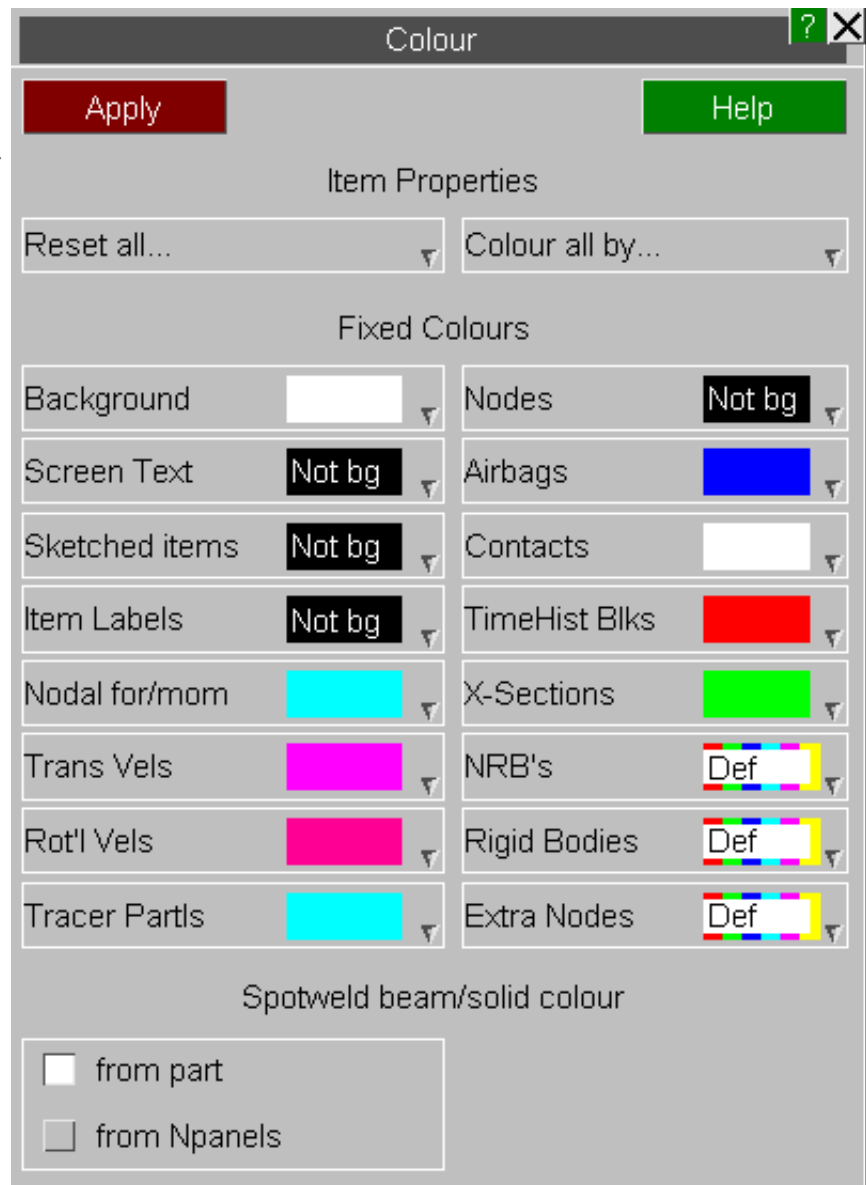 Colour ?
Apply Help
Item Properties
Reset all... Colour all by...
Fixed Colours
Background Nodes Not bg
Screen Text Not bg Airbags
Sketched items Not bg Contacts
Item Labels Not bg TimeHist Blks
Nodal for/mom X-Sections
Trans Vels NRB's Def
Rot'l Vels Rigid Bodies Def
Tracer Partls Extra Nodes Def
Spotweld beam/solid colour
from part
from Npanels